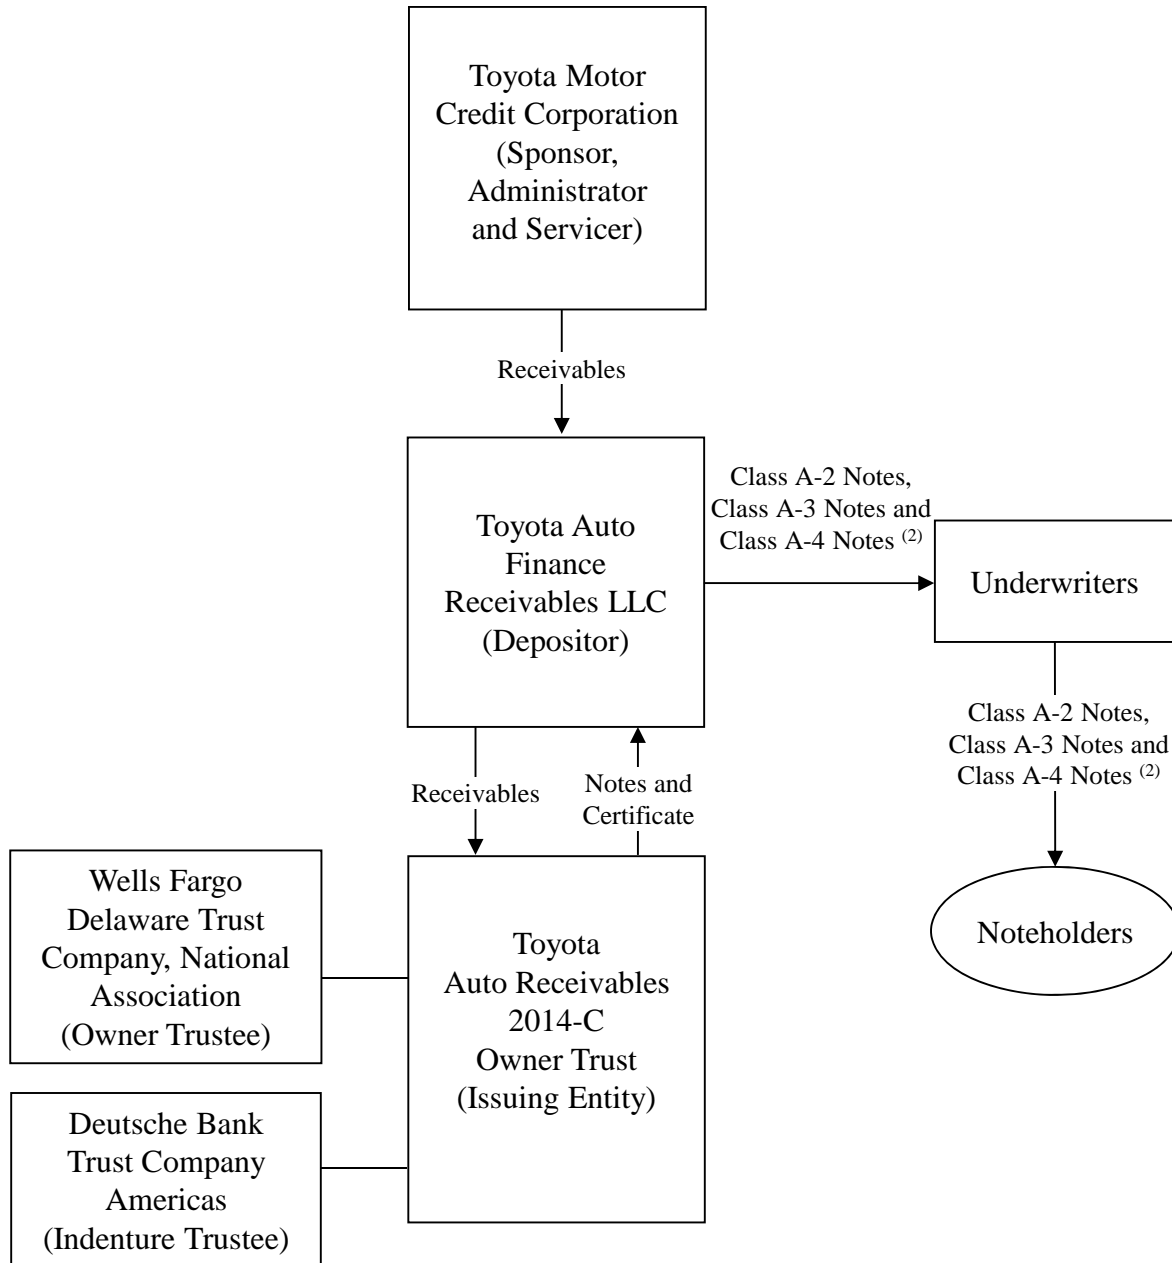 Toyota Motor
Credit Corporation
(Sponsor,
Administrator
and Servicer)
Receivables
Toyota Auto
Finance
Receivables LLC
(Depositor)
Class A-2 Notes,
Class A-3 Notes and
Class A-4 Notes (2)
Underwriters
Class A-2 Notes,
Class A-3 Notes and
Class A-4 Notes (2)
Noteholders
Receivables
Notes and
Certificate
Wells Fargo
Delaware Trust
Company, National
Association
(Owner Trustee)
Toyota
Auto Receivables
2014-C
Owner Trust
(Issuing Entity)
Deutsche Bank
Trust Company
Americas
(Indenture Trustee)